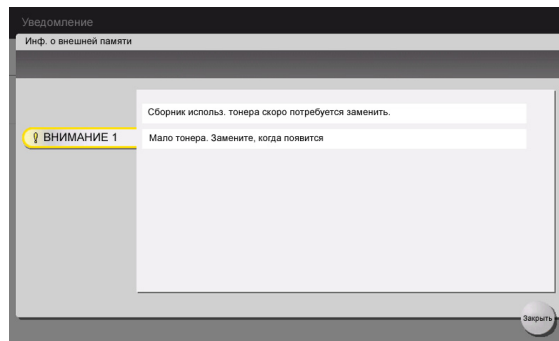 Уведомление
Инф. о внешней памяти
Сборник использ. тонера скоро потребуется заменить.
ВНИМАНИЕ 1
Мало тонера. Замените, когда появится
Закрыть